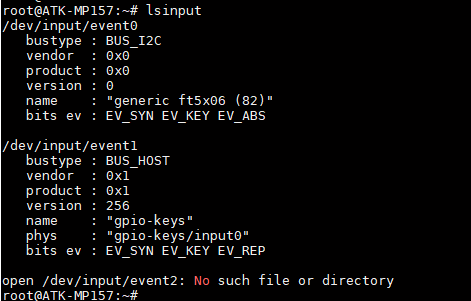 root@ATK-MP157:~# lsinput
/dev/input/event0
   bustype : BUS_I2C
   vendor  : 0x0
   product : 0x0
   version : 0
   name    : "generic ft5x06 (82)"
   bits ev : EV_SYN EV_KEY EV_ABS

/dev/input/event1
   bustype : BUS_HOST
   vendor  : 0x1
   product : 0x1
   version : 256
   name    : "gpio-keys"
   phys    : "gpio-keys/input0"
   bits ev : EV_SYN EV_KEY EV_REP

open /dev/input/event2: No such file or directory
root@ATK-MP157:~#